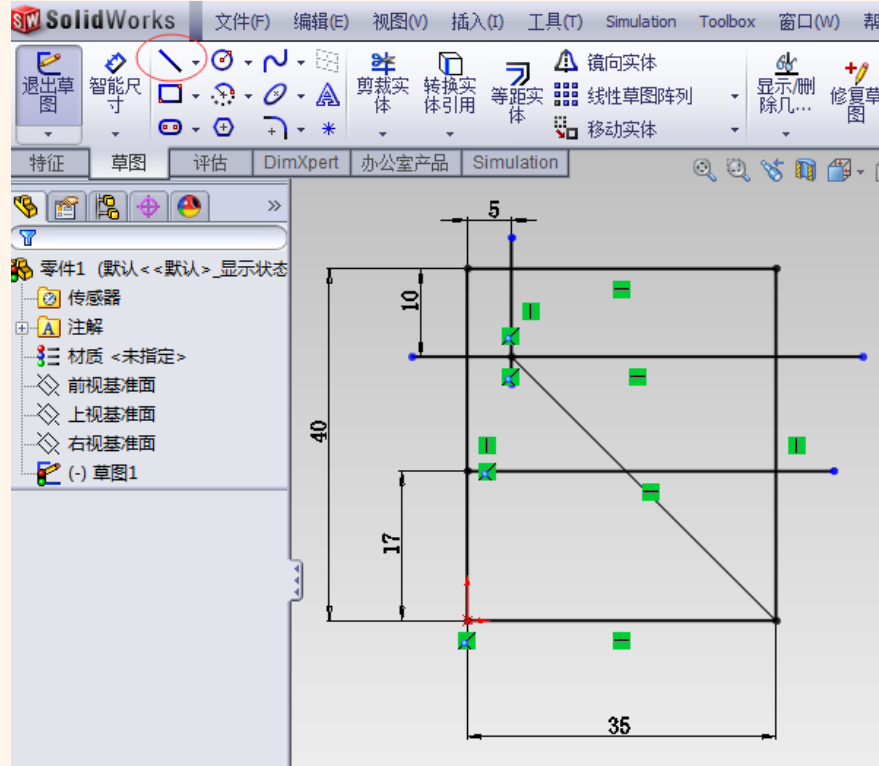 SW SolidWorks 文件(F) 编辑(E) 视图(V) 插入(I) 工具(T) Simulation Toolbox 窗口(W)
退出草图 智能尺寸 剪裁实体 转换实体引用 等距实体 镜向实体 显示/删除几...
线性草图阵列
移动实体
特征 草图 评估 DimXpert 办公室产品 Simulation
零件1 (默认<<默认>_显示状态
传感器
A 注解
材质 <未指定>
前视基准面
上视基准面
右视基准面
(-) 草图1
5
10
40
17
35